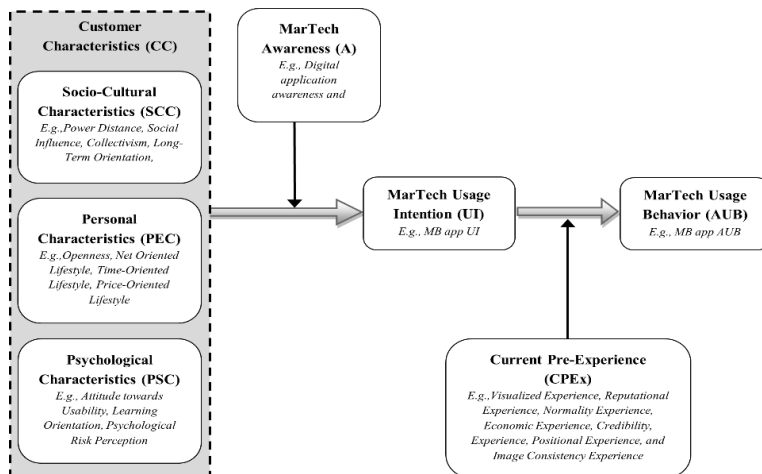 Customer
Characteristics (CC)
Socio-Cultural
Characteristics (SCC)
E.g.,Power Distance, Social
Influence, Collectivism, Long-
Term Orientation,
Personal
Characteristics (PEC)
E.g.,Openness, Net Oriented
Lifestyle, Time-Oriented
Lifestyle, Price-Oriented
Lifestyle
Psychological
Characteristics (PSC)
E.g., Attitude towards
Usability, Learning
Orientation, Psychological
Risk Perception
MarTech
Awareness (A)
E.g., Digital
application
awareness and
MarTech Usage
Intention (UI)
E.g., MB app UI
MarTech Usage
Behavior (AUB)
E.g., MB app AUB
Current Pre-Experience
(CPEx)
E.g.,Visualized Experience, Reputational
Experience, Normality Experience,
Economic Experience, Credibility,
Experience, Positional Experience, and
Image Consistency Experience